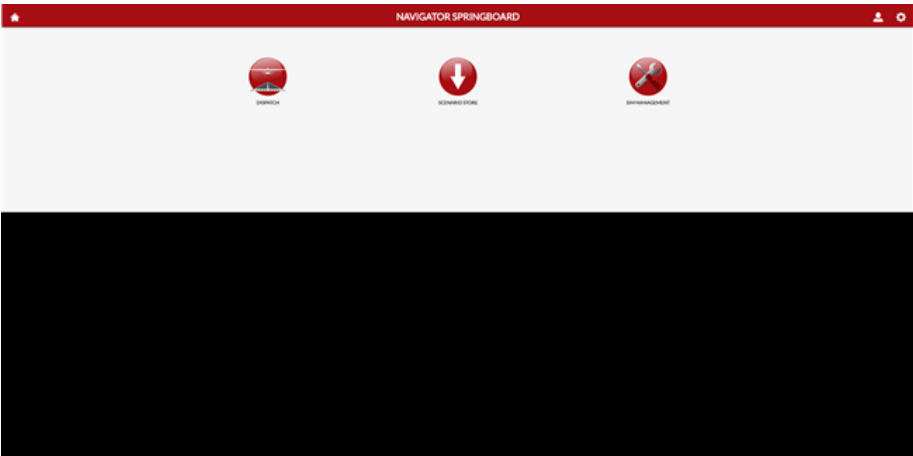 NAVIGATOR SPRINGBOARD
DISPATCH
SCENARIO STORE
SIM MANAGEMENT